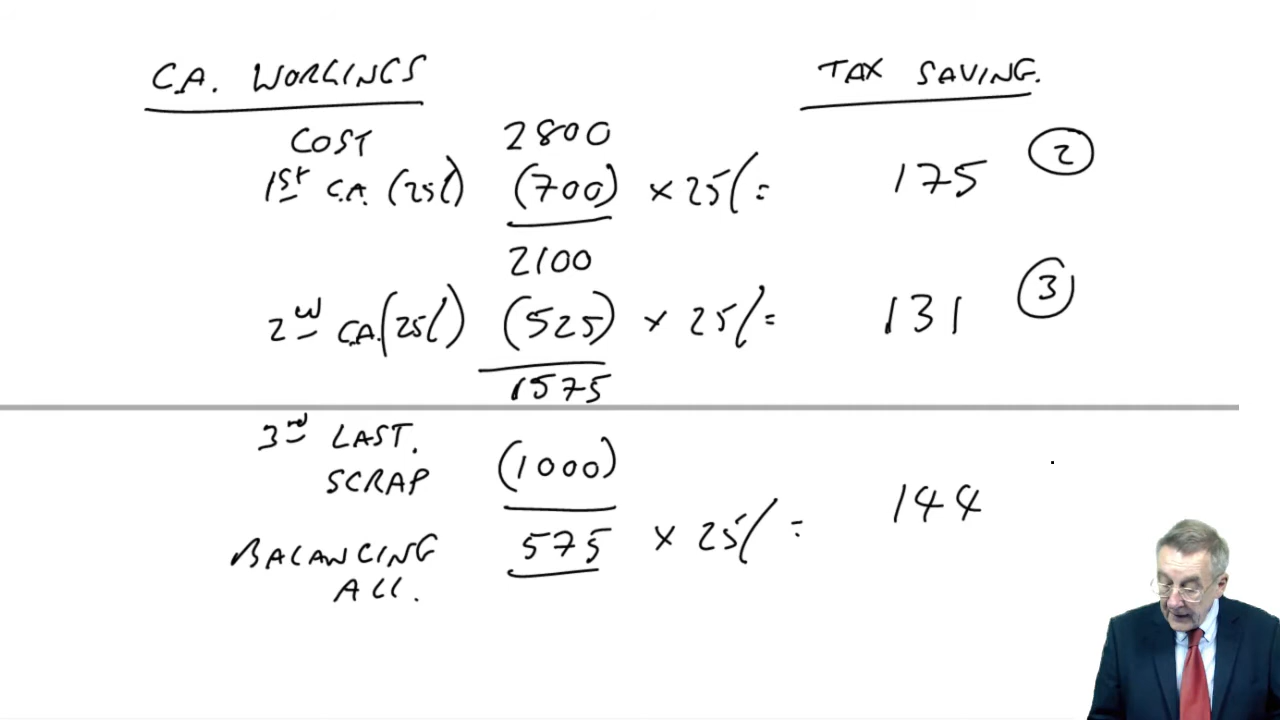 C.A. WORKINGS TAX SAVING.
COST 2800
1st C.A. (25%) (700) × 25% = 175 2
2100
2nd C.A. (25%) (525) × 25% = 131 3
1575
3rd LAST.
SCRAP (1000)
BALANCING 575 × 25% = 144
ALL.